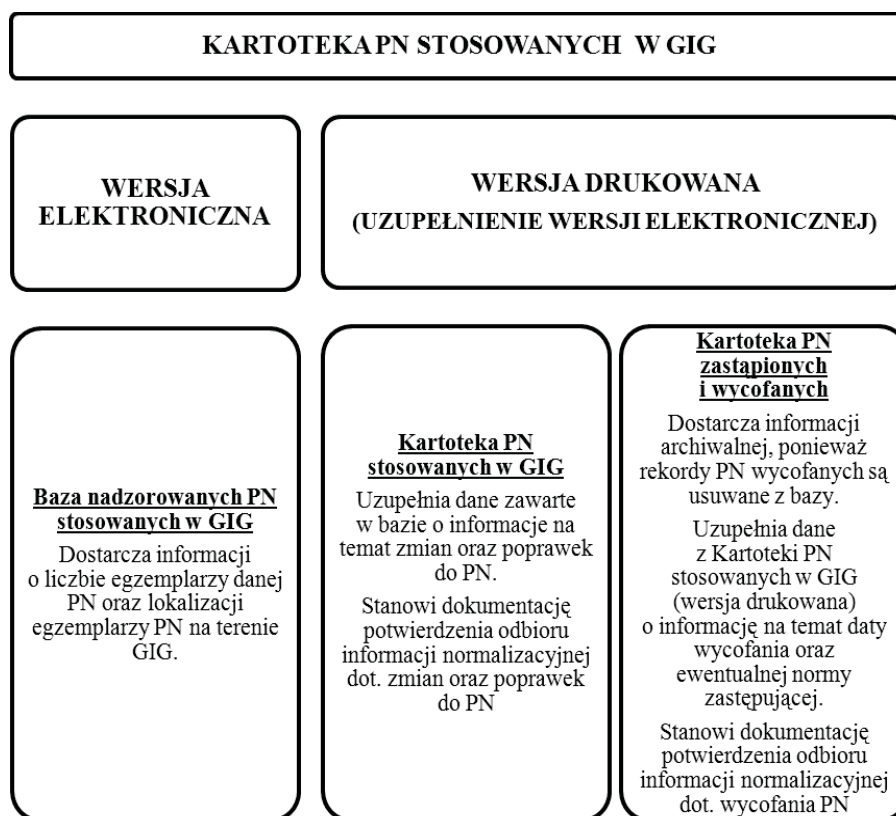 KARTOTEKA PN STOSOWANYCH W GIG
WERSJA
ELEKTRONICZNA
WERSJA DRUKOWANA
(UZUPEŁNIENIE WERSJI ELEKTRONICZNEJ)
Baza nadzorowanych PN
stosowanych w GIG
Dostarcza informacji
o liczbie egzemplarzy danej
PN oraz lokalizacji
egzemplarzy PN na terenie
GIG.
Kartoteka PN
stosowanych w GIG
Uzupełnia dane zawarte
w bazie o informacje na
temat zmian oraz poprawek
do PN.
Stanowi dokumentację
potwierdzenia odbioru
informacji normalizacyjnej
dot. zmian oraz poprawek
do PN
Kartoteka PN
zastąpionych
i wycofanych
Dostarcza informacji
archiwalnej, ponieważ
rekordy PN wycofanych są
usuwane z bazy.
Uzupełnia dane
z Kartoteki PN
stosowanych w GIG
(wersja drukowana)
o informację na temat daty
wycofania oraz
ewentualnej normy
zastępującej.
Stanowi dokumentację
potwierdzenia odbioru
informacji normalizacyjnej
dot. wycofania PN